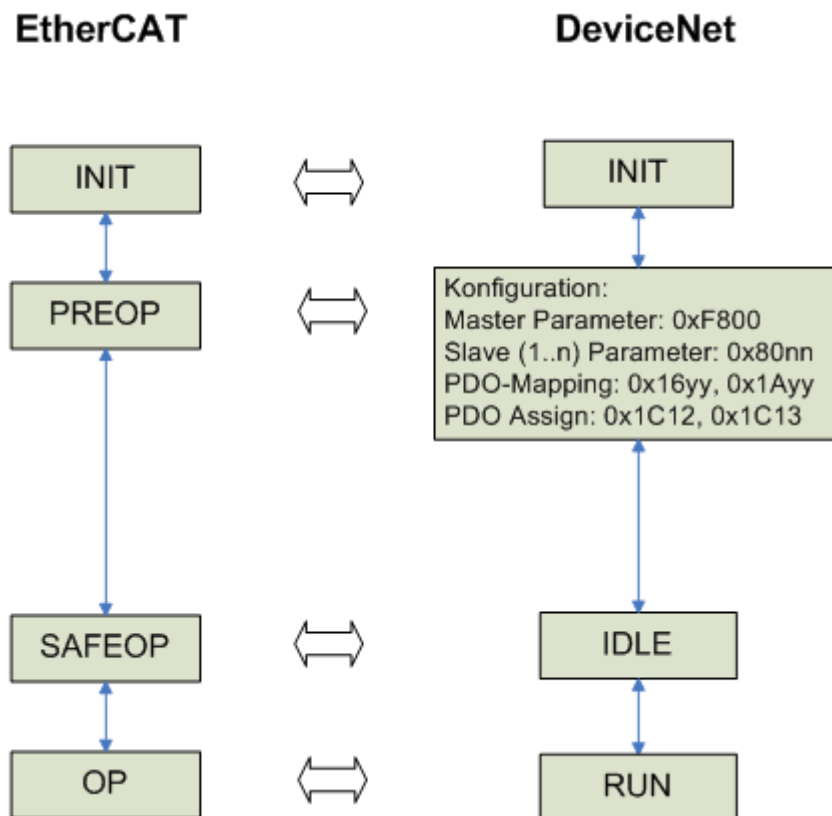 EtherCAT
DeviceNet
INIT
INIT
PREOP
Konfiguration:
Master Parameter: 0xF800
Slave (1..n) Parameter: 0x80nn
PDO-Mapping: 0x16yy, 0x1Ayy
PDO Assign: 0x1C12, 0x1C13
SAFEOP
IDLE
OP
RUN